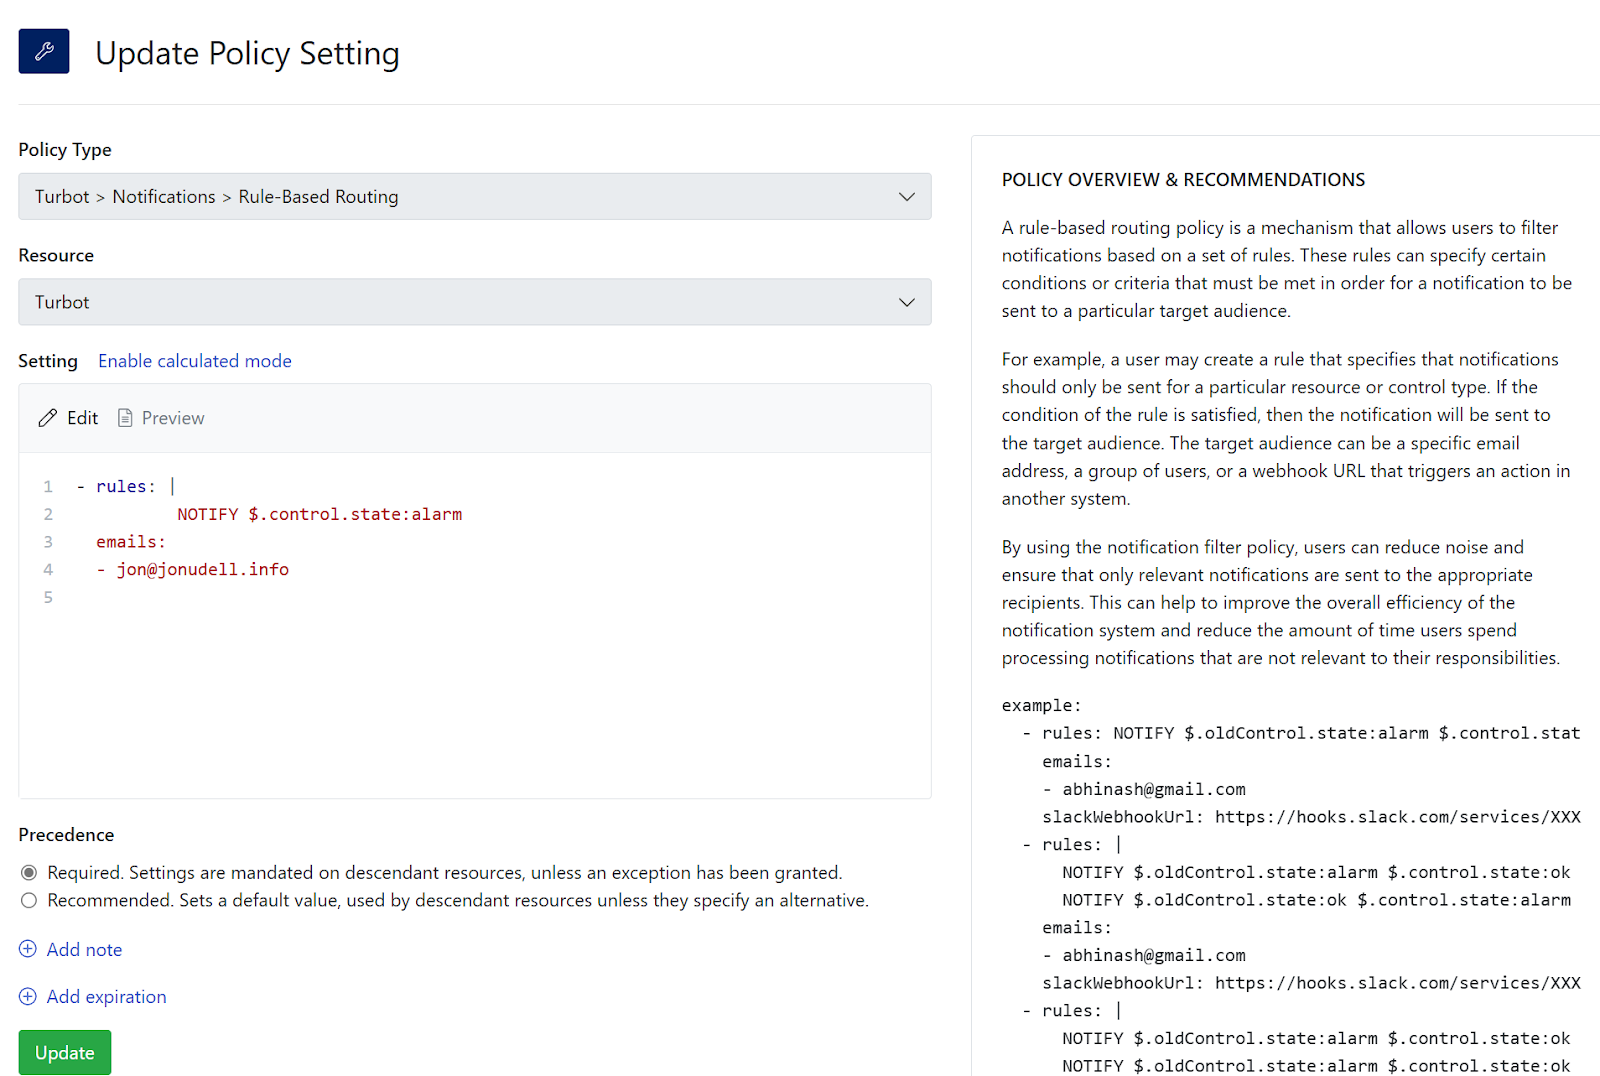 Update Policy Setting
Policy Type
Turbot > Notifications > Rule-Based Routing
Resource
Turbot
Setting Enable calculated mode
Edit Preview
1 - rules: |
2 NOTIFY $.control.state:alarm
3 emails:
4 - jon@jonudell.info
5
Precedence
Required. Settings are mandated on descendant resources, unless an exception has been granted.
Recommended. Sets a default value, used by descendant resources unless they specify an alternative.
Add note
Add expiration
Update
POLICY OVERVIEW & RECOMMENDATIONS
A rule-based routing policy is a mechanism that allows users to filter
notifications based on a set of rules. These rules can specify certain
conditions or criteria that must be met in order for a notification to be
sent to a particular target audience.
For example, a user may create a rule that specifies that notifications
should only be sent for a particular resource or control type. If the
condition of the rule is satisfied, then the notification will be sent to
the target audience. The target audience can be a specific email
address, a group of users, or a webhook URL that triggers an action in
another system.
By using the notification filter policy, users can reduce noise and
ensure that only relevant notifications are sent to the appropriate
recipients. This can help to improve the overall efficiency of the
notification system and reduce the amount of time users spend
processing notifications that are not relevant to their responsibilities.
example:
- rules: NOTIFY $.oldControl.state:alarm $.control.stat
emails:
- abhinash@gmail.com
slackWebhookUrl: https://hooks.slack.com/services/XXX
- rules: |
NOTIFY $.oldControl.state:alarm $.control.state:ok
NOTIFY $.oldControl.state:ok $.control.state:alarm
emails:
- abhinash@gmail.com
slackWebhookUrl: https://hooks.slack.com/services/XXX
- rules: |
NOTIFY $.oldControl.state:alarm $.control.state:ok
NOTIFY $.oldControl.state:alarm $.control.state:ok